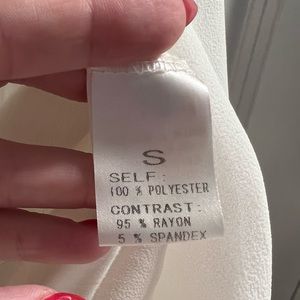 S
SELF:
100 % POLYESTER
CONTRAST:
95 % RAYON
5 % SPANDEX